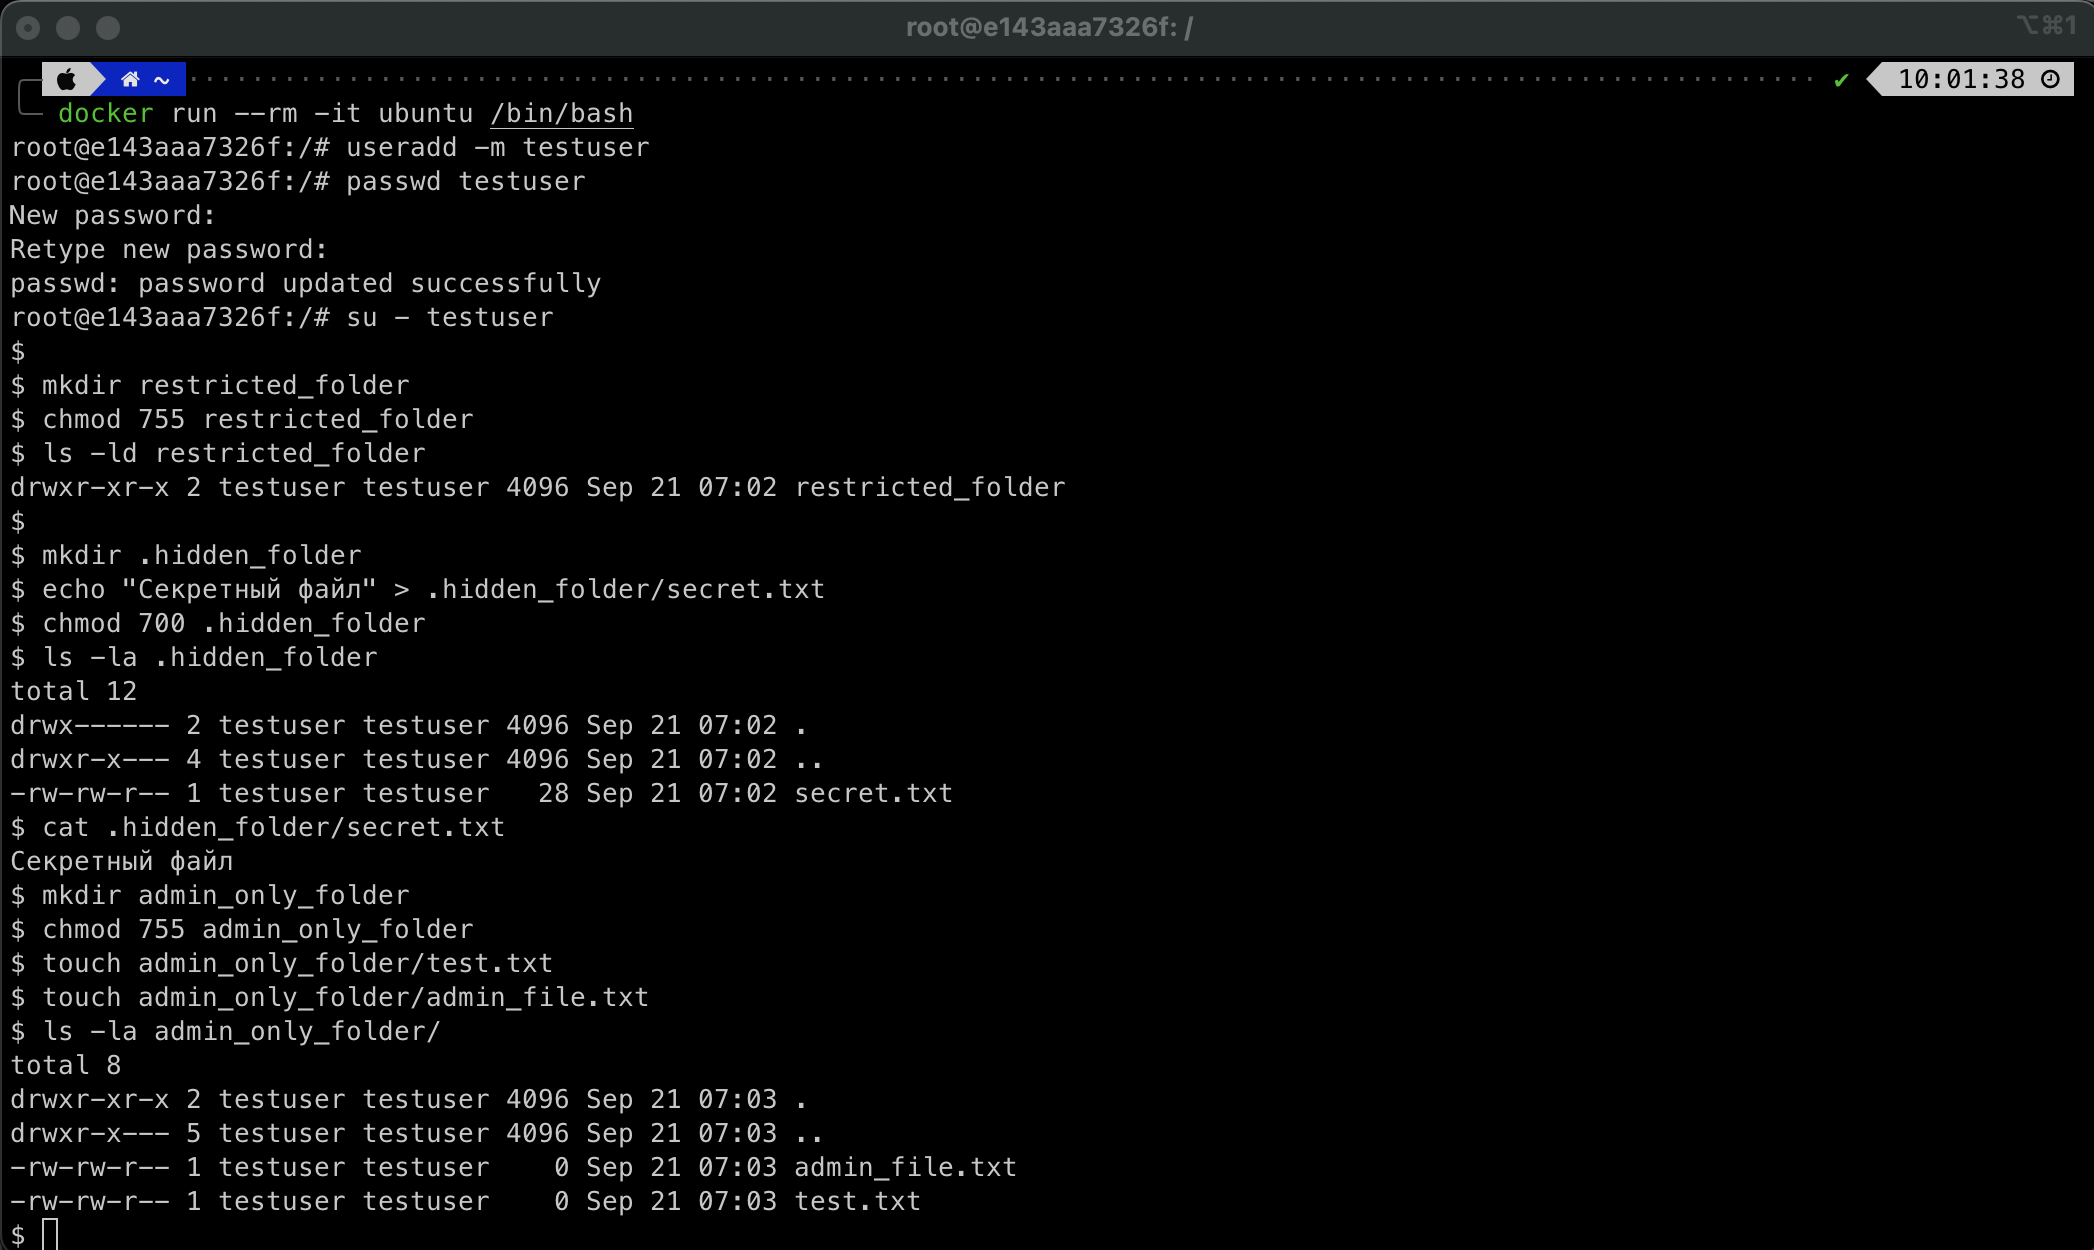 root@e143aaa7326f: /
⌥⌘1
~ ✔ 10:01:38
docker run --rm -it ubuntu /bin/bash
root@e143aaa7326f:/# useradd -m testuser
root@e143aaa7326f:/# passwd testuser
New password:
Retype new password:
passwd: password updated successfully
root@e143aaa7326f:/# su - testuser
$
$ mkdir restricted_folder
$ chmod 755 restricted_folder
$ ls -ld restricted_folder
drwxr-xr-x 2 testuser testuser 4096 Sep 21 07:02 restricted_folder
$
$ mkdir .hidden_folder
$ echo "Секретный файл" > .hidden_folder/secret.txt
$ chmod 700 .hidden_folder
$ ls -la .hidden_folder
total 12
drwx------ 2 testuser testuser 4096 Sep 21 07:02 .
drwxr-x--- 4 testuser testuser 4096 Sep 21 07:02 ..
-rw-rw-r-- 1 testuser testuser   28 Sep 21 07:02 secret.txt
$ cat .hidden_folder/secret.txt
Секретный файл
$ mkdir admin_only_folder
$ chmod 755 admin_only_folder
$ touch admin_only_folder/test.txt
$ touch admin_only_folder/admin_file.txt
$ ls -la admin_only_folder/
total 8
drwxr-xr-x 2 testuser testuser 4096 Sep 21 07:03 .
drwxr-x--- 5 testuser testuser 4096 Sep 21 07:03 ..
-rw-rw-r-- 1 testuser testuser    0 Sep 21 07:03 admin_file.txt
-rw-rw-r-- 1 testuser testuser    0 Sep 21 07:03 test.txt
$